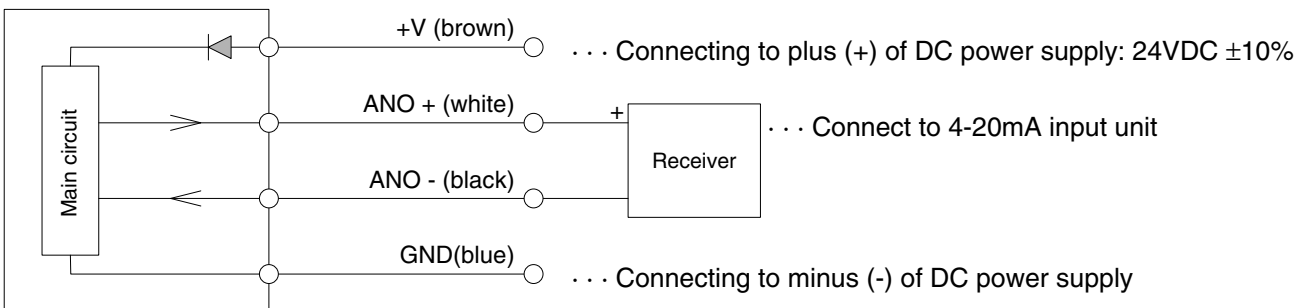 +V (brown)
· · · Connecting to plus (+) of DC power supply: 24VDC ±10%
ANO + (white)
+
· · · Connect to 4-20mA input unit
Main circuit
Receiver
ANO - (black)
GND(blue)
· · · Connecting to minus (-) of DC power supply